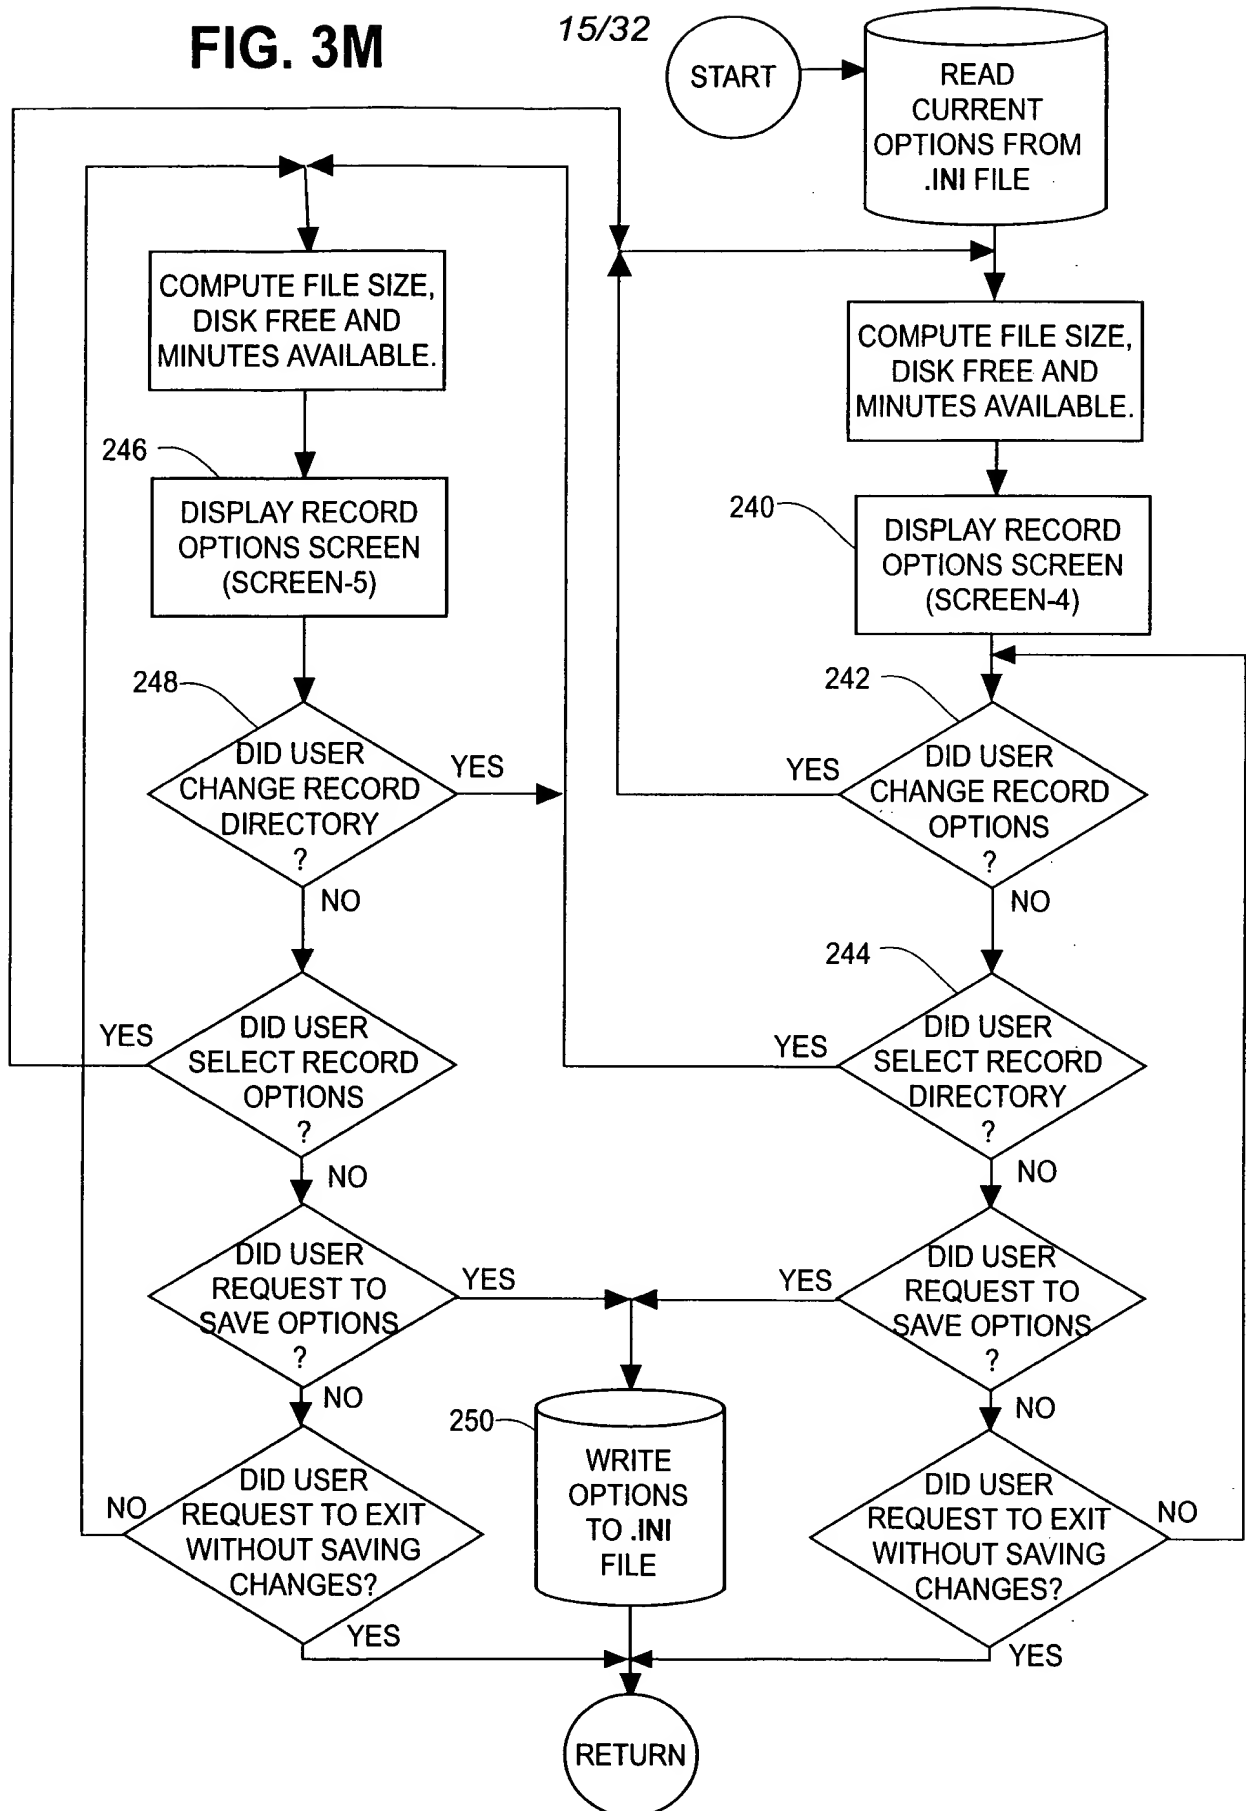 FIG. 3M
15/32
START
READ
CURRENT
OPTIONS FROM
.INI FILE
COMPUTE FILE SIZE,
DISK FREE AND
MINUTES AVAILABLE.
COMPUTE FILE SIZE,
DISK FREE AND
MINUTES AVAILABLE.
246
DISPLAY RECORD
OPTIONS SCREEN
(SCREEN-5)
240
DISPLAY RECORD
OPTIONS SCREEN
(SCREEN-4)
248
DID USER
CHANGE RECORD
DIRECTORY
?
YES
NO
242
DID USER
CHANGE RECORD
OPTIONS
?
YES
NO
YES
DID USER
SELECT RECORD
OPTIONS
?
NO
244
DID USER
SELECT RECORD
DIRECTORY
?
YES
NO
DID USER
REQUEST TO
SAVE OPTIONS
?
YES
NO
YES
DID USER
REQUEST TO
SAVE OPTIONS
?
NO
250
WRITE
OPTIONS
TO .INI
FILE
NO
DID USER
REQUEST TO EXIT
WITHOUT SAVING
CHANGES?
YES
DID USER
REQUEST TO EXIT
WITHOUT SAVING
CHANGES?
NO
YES
RETURN